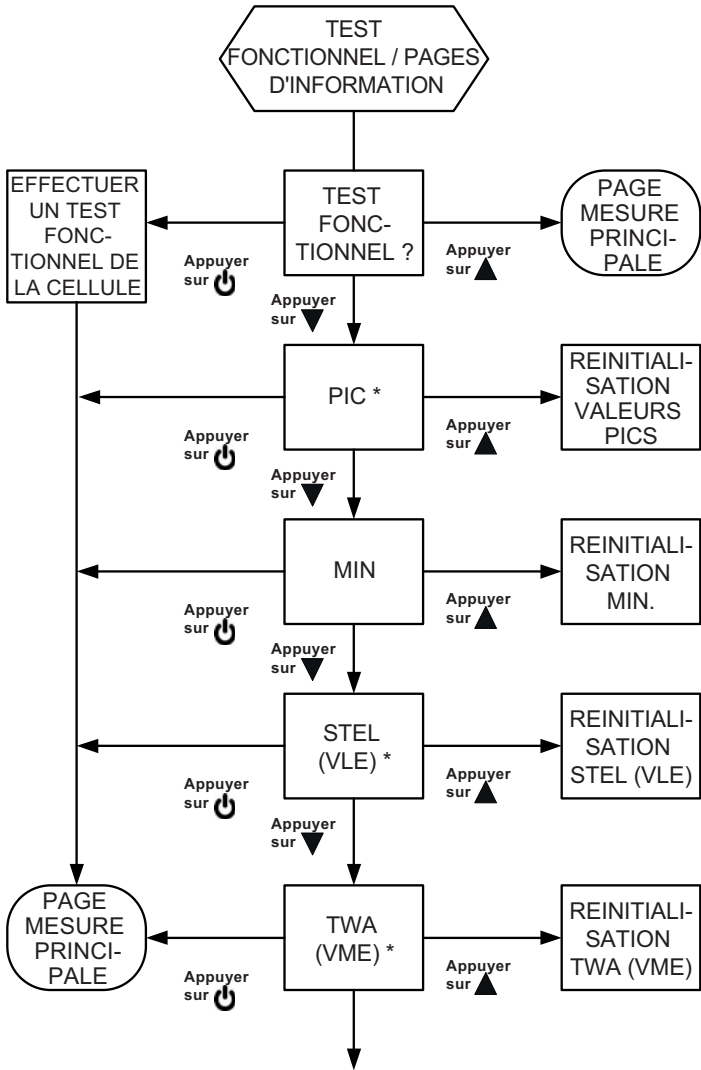 TEST
FONCTIONNEL / PAGES
D'INFORMATION
EFFECTUER
UN TEST
FONC-
TIONNEL DE
LA CELLULE
TEST
FONC-
TIONNEL ?
PAGE
MESURE
PRINCI-
PALE
Appuyer
sur
Appuyer
sur
Appuyer
sur
PIC *
REINITIALI-
SATION
VALEURS
PICS
Appuyer
sur
Appuyer
sur
Appuyer
sur
MIN
REINITIALI-
SATION
MIN.
Appuyer
sur
Appuyer
sur
Appuyer
sur
STEL
(VLE) *
REINITIALI-
SATION
STEL (VLE)
Appuyer
sur
Appuyer
sur
Appuyer
sur
PAGE
MESURE
PRINCI-
PALE
TWA
(VME) *
REINITIALI-
SATION
TWA (VME)
Appuyer
sur
Appuyer
sur